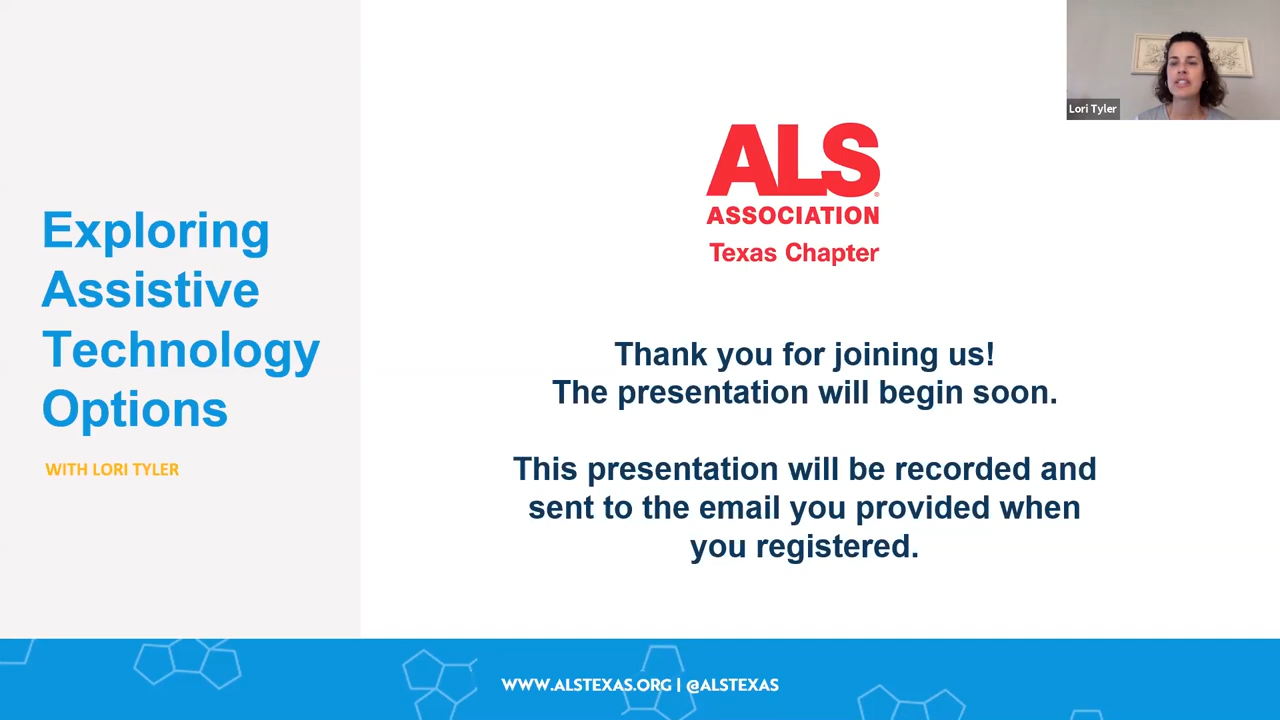 Exploring
Assistive
Technology
Options
WITH LORI TYLER
ALS
ASSOCIATION
Texas Chapter
Thank you for joining us!
The presentation will begin soon.
This presentation will be recorded and
sent to the email you provided when
you registered.
Lori Tyler
WWW.ALSTEXAS.ORG | @ALSTEXAS